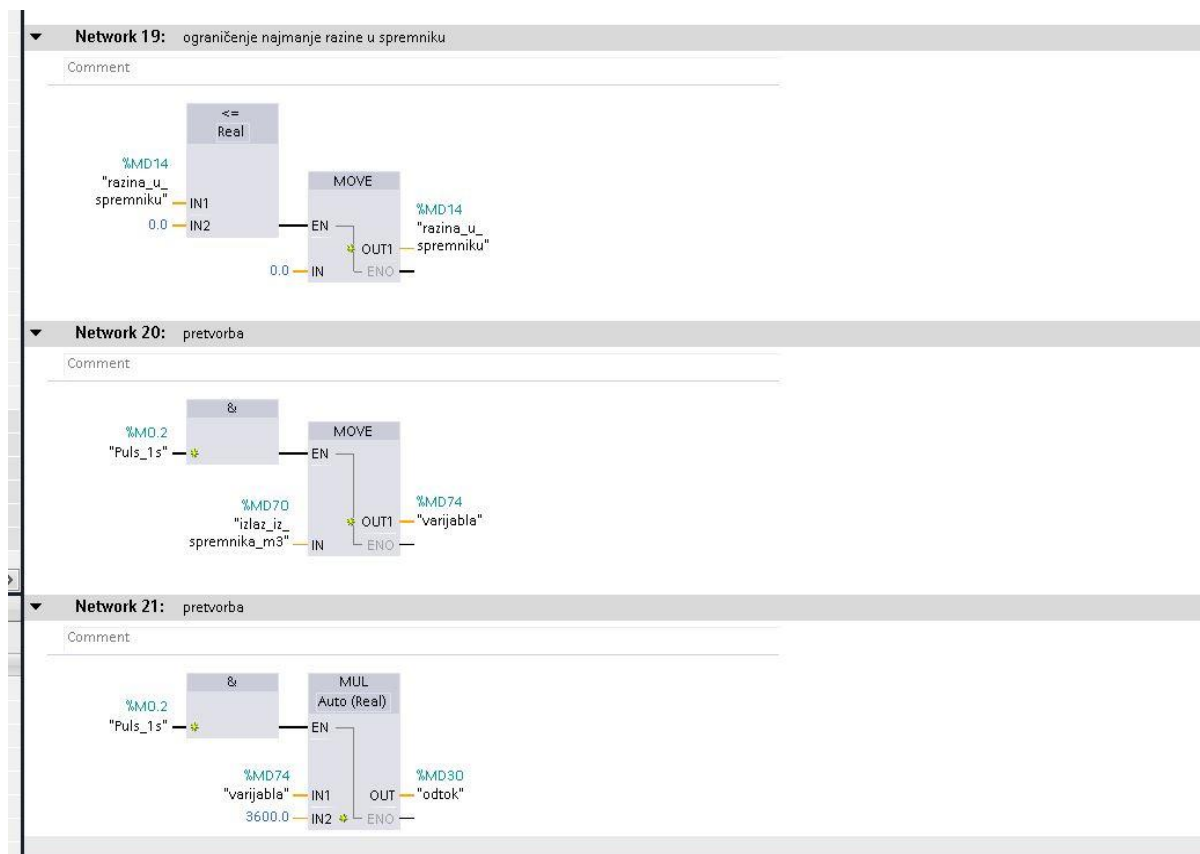 Network 19: ograničenje najmanje razine u spremniku
Comment
<=
Real
%MD14
"razina_u_
spremniku"
IN1
0.0
IN2
MOVE
EN
%MD14
"razina_u_
spremniku"
OUT1
0.0
IN
ENO
Network 20: pretvorba
Comment
&
%M0.2
"Puls_1s"
MOVE
EN
%MD70
"izlaz_iz_
spremnika_m3"
IN
%MD74
"varijabla"
OUT1
ENO
Network 21: pretvorba
Comment
&
%M0.2
"Puls_1s"
MUL
Auto (Real)
EN
%MD74
"varijabla"
IN1
3600.0
IN2
%MD30
"odtok"
OUT
ENO